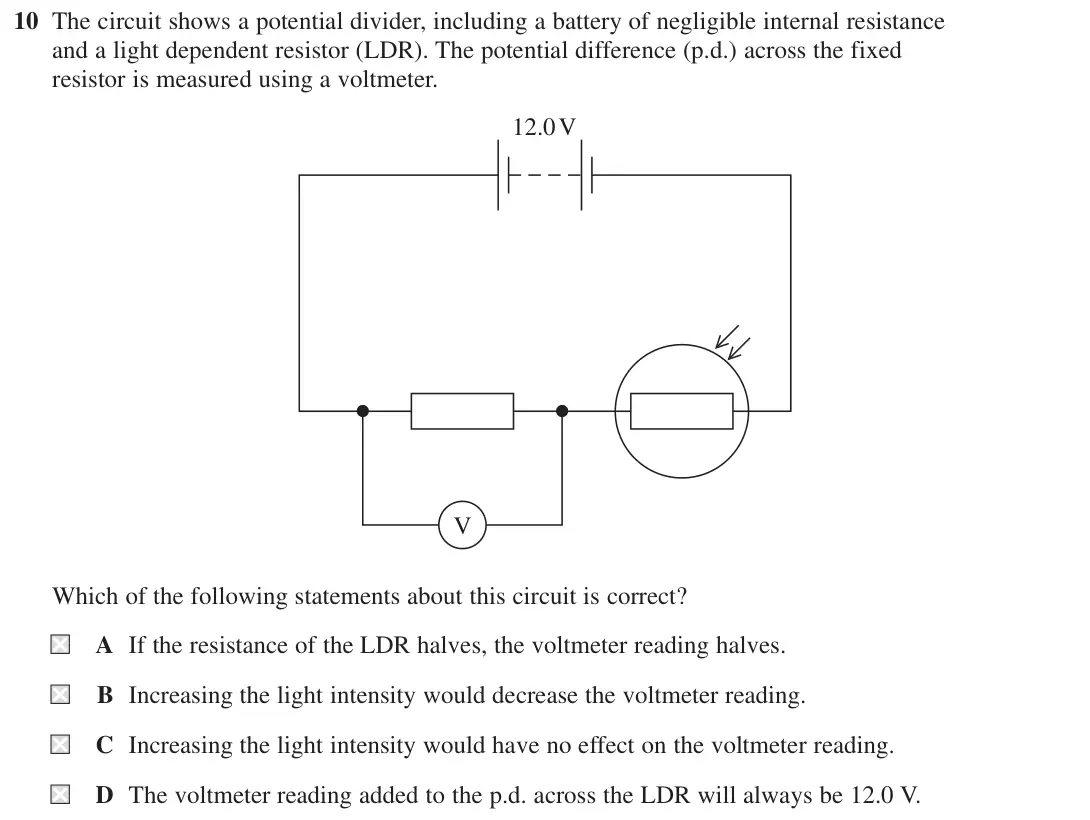 10 The circuit shows a potential divider, including a battery of negligible internal resistance
and a light dependent resistor (LDR). The potential difference (p.d.) across the fixed
resistor is measured using a voltmeter.
12.0 V
V
Which of the following statements about this circuit is correct?
A If the resistance of the LDR halves, the voltmeter reading halves.
B Increasing the light intensity would decrease the voltmeter reading.
C Increasing the light intensity would have no effect on the voltmeter reading.
D The voltmeter reading added to the p.d. across the LDR will always be 12.0 V.